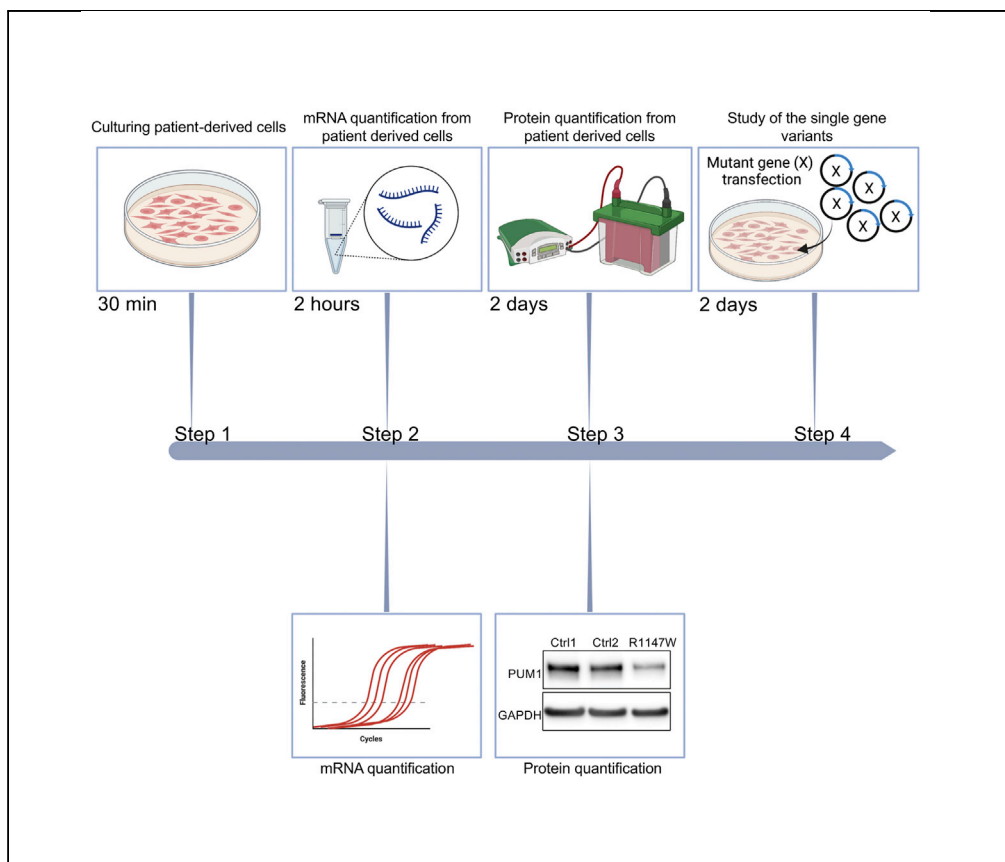 Culturing patient-derived cells
mRNA quantification from
patient derived cells
Protein quantification from
patient derived cells
Study of the single gene
variants
Mutant gene (X)
transfection
X
X
X
X
X
30 min
2 hours
2 days
2 days
Step 1
Step 2
Step 3
Step 4
Fluorescence
Cycles
mRNA quantification
Ctrl1 Ctrl2 R1147W
PUM1
GAPDH
Protein quantification